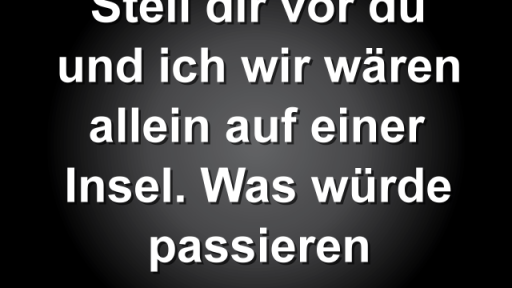 Stell dir vor du
und ich wir wären
allein auf einer
Insel. Was würde
passieren